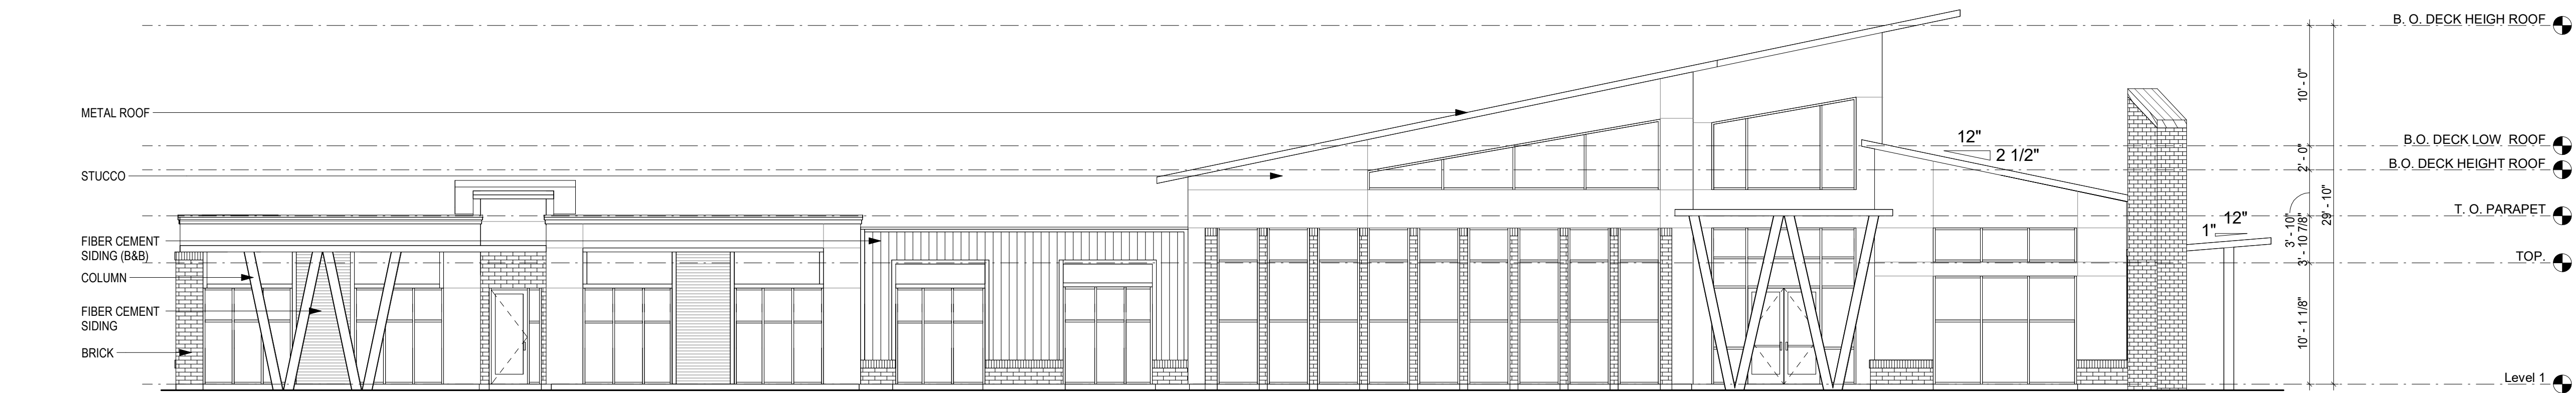 METAL ROOF
STUCCO
FIBER CEMENT
SIDING (B&B)
COLUMN
FIBER CEMENT
SIDING
BRICK
12"
2 1/2"
12"
1"
10' - 0"
2' - 0"
3' - 10"
3' - 10 7/8"
10' - 1 1/8"
29' - 10"
B. O. DECK HEIGH ROOF
B.O. DECK LOW ROOF
B.O. DECK HEIGHT ROOF
T. O. PARAPET
TOP.
Level 1